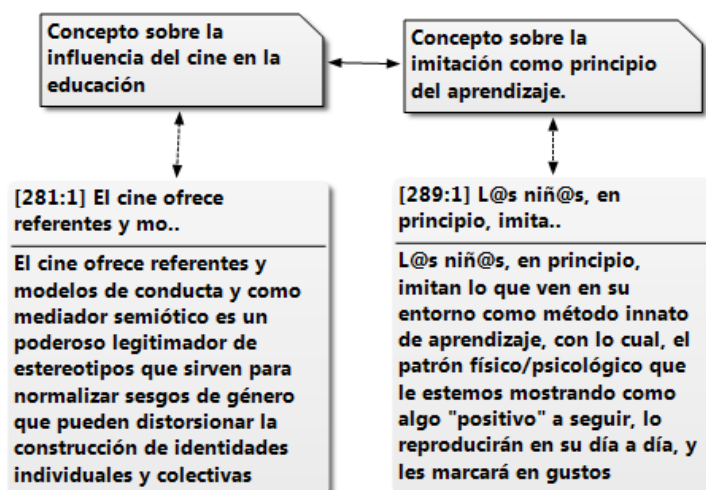 Concepto sobre la
influencia del cine en la
educación
Concepto sobre la
imitación como principio
del aprendizaje.
[281:1] El cine ofrece
referentes y mo..
El cine ofrece referentes y
modelos de conducta y como
mediador semiótico es un
poderoso legitimador de
estereotipos que sirven para
normalizar sesgos de género
que pueden distorsionar la
construcción de identidades
individuales y colectivas
[289:1] L@s niñ@s, en
principio, imita..
L@s niñ@s, en principio,
imitan lo que ven en su
entorno como método innato
de aprendizaje, con lo cual, el
patrón físico/psicológico que
le estemos mostrando como
algo "positivo" a seguir, lo
reproducirán en su día a día, y
les marcará en gustos